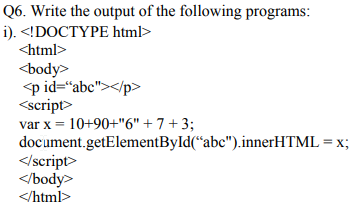 Q6. Write the output of the following programs:
i). <!DOCTYPE html>
<html>
<body>
<p id=“abc"></p>
<script>
var x = 10+90+"6" + 7 + 3;
document.getElementById(“abc").innerHTML = x;
</script>
</body>
</html>